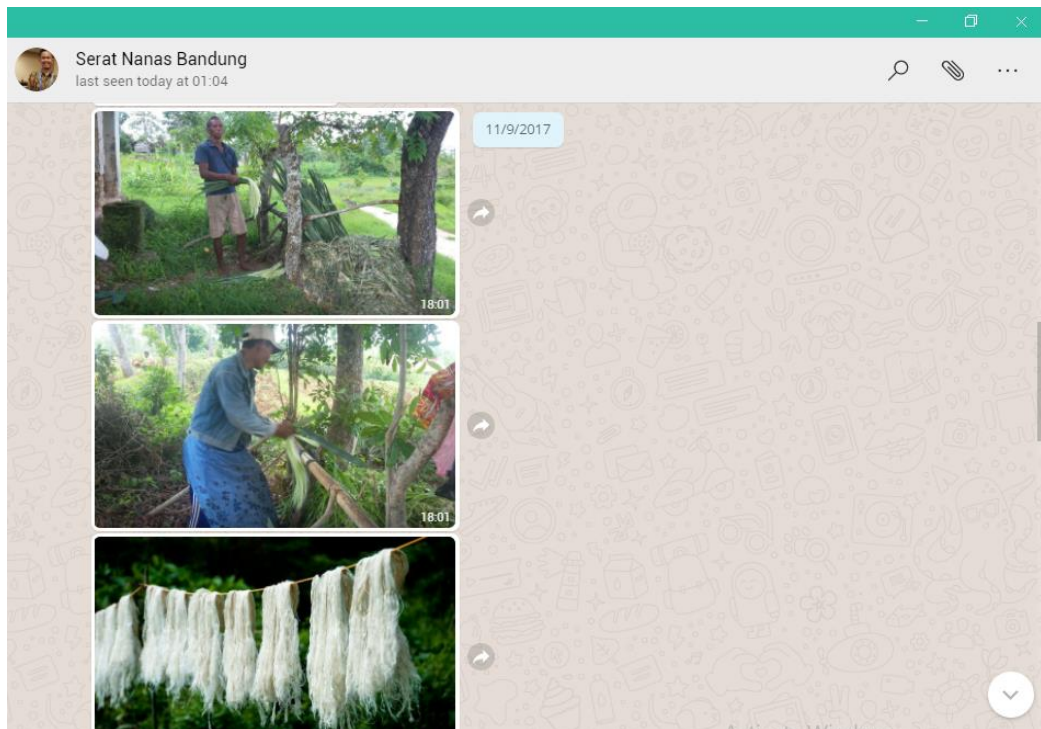 Serat Nanas Bandung
last seen today at 01:04
11/9/2017
18:01
18:01